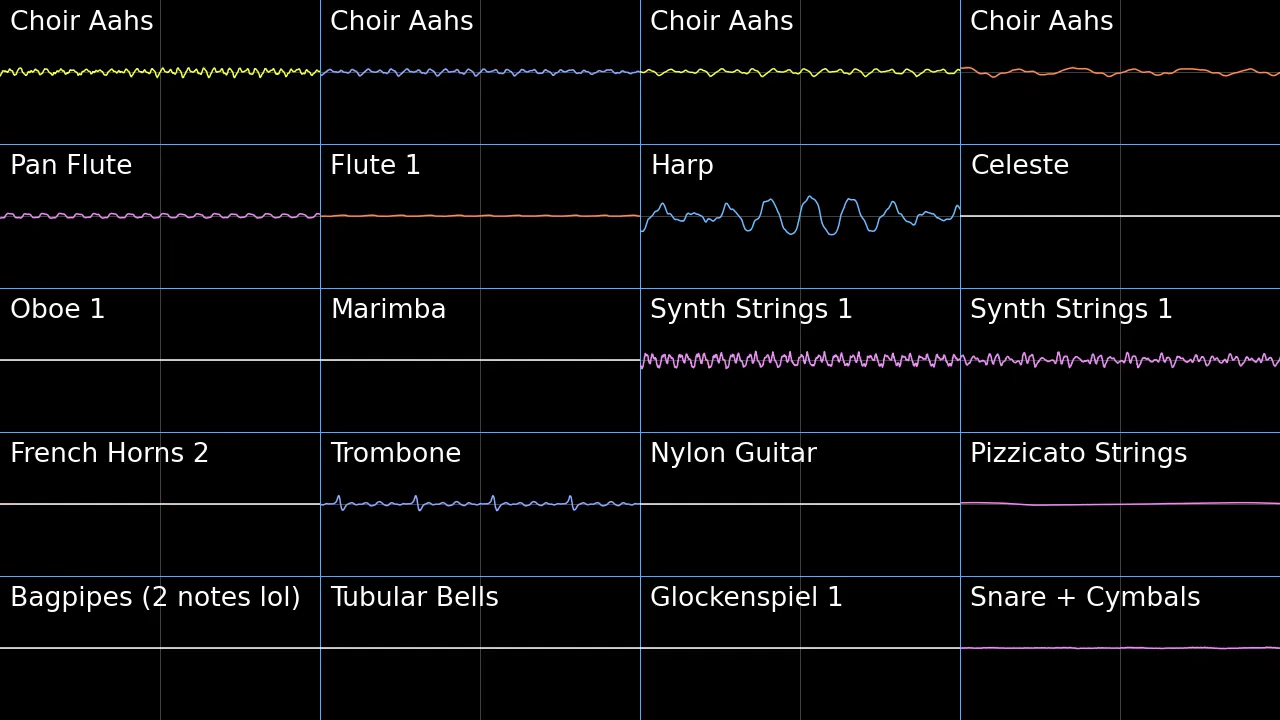 Choir Aahs
Choir Aahs
Choir Aahs
Choir Aahs
Pan Flute
Flute 1
Harp
Celeste
Oboe 1
Marimba
Synth Strings 1
Synth Strings 1
French Horns 2
Trombone
Nylon Guitar
Pizzicato Strings
Bagpipes (2 notes lol)
Tubular Bells
Glockenspiel 1
Snare + Cymbals